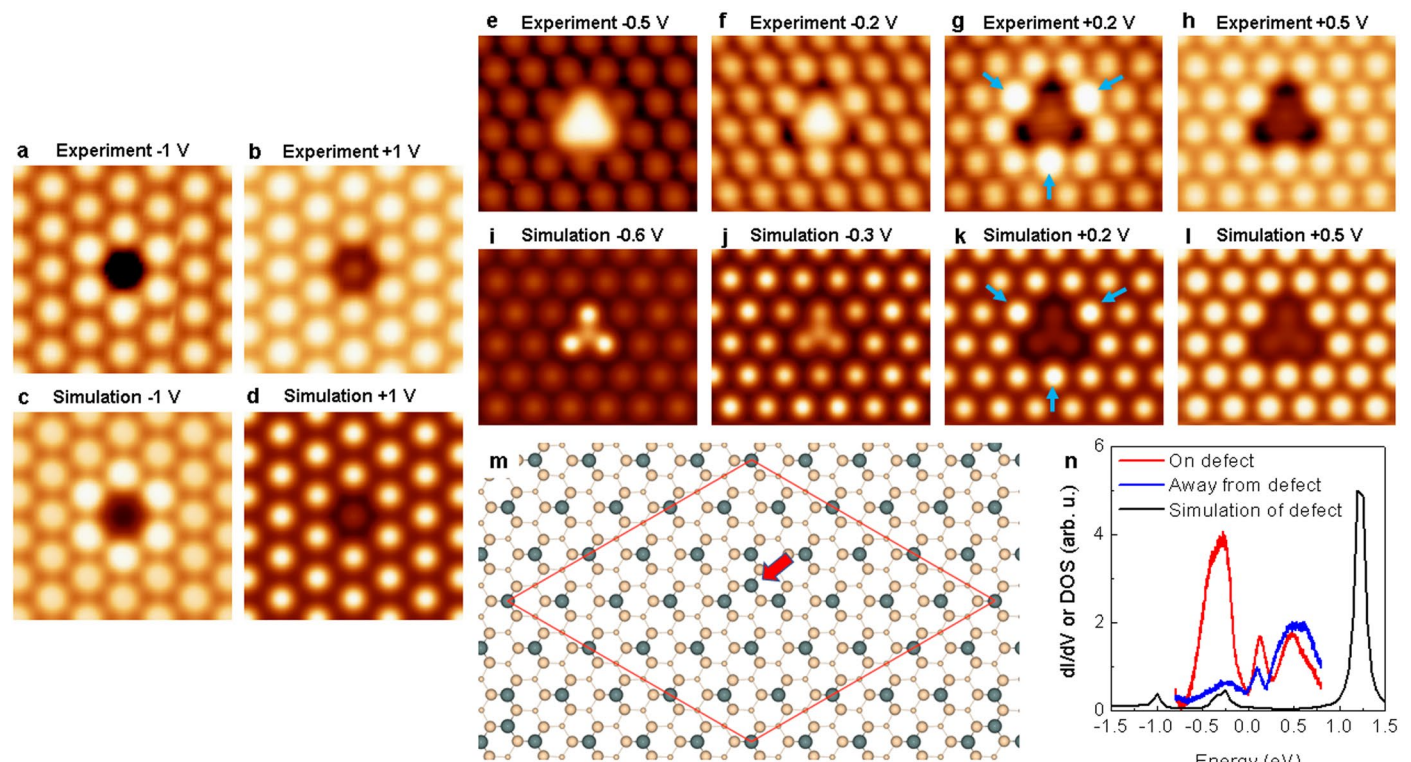 e Experiment -0.5 V
f Experiment -0.2 V
g Experiment +0.2 V
h Experiment +0.5 V
a Experiment -1 V
b Experiment +1 V
i Simulation -0.6 V
j Simulation -0.3 V
k Simulation +0.2 V
l Simulation +0.5 V
c Simulation -1 V
d Simulation +1 V
m
n
On defect
Away from defect
Simulation of defect
dI/dV or DOS (arb. u.)
6
4
2
0
-1.5 -1.0 -0.5 0.0 0.5 1.0 1.5
Energy (eV)